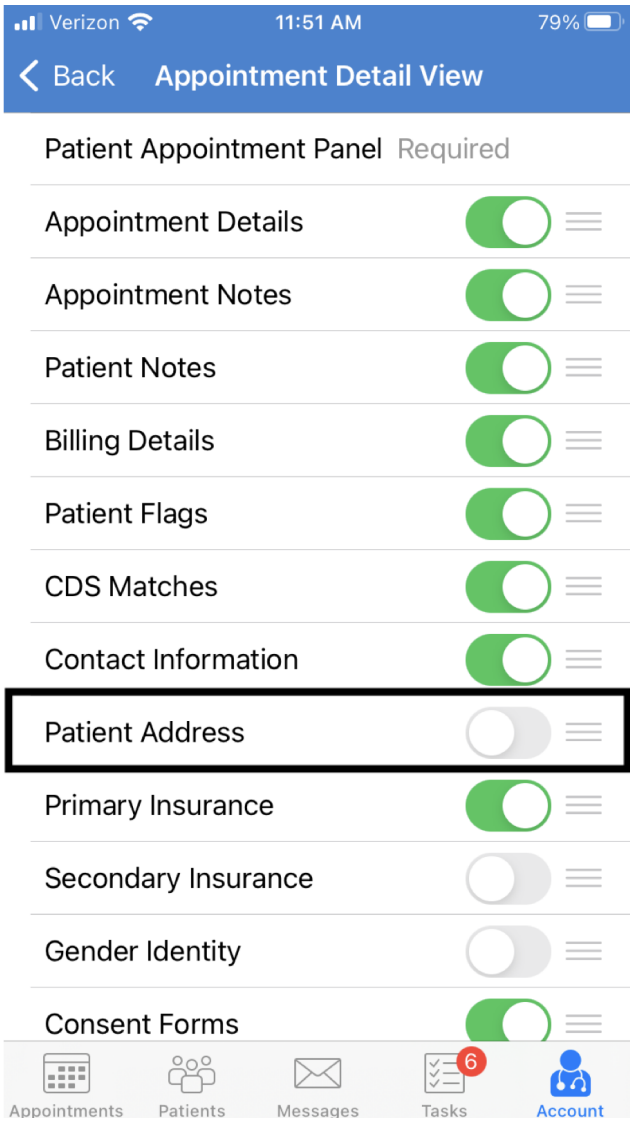 Verizon 11:51 AM 79%
Back Appointment Detail View
Patient Appointment Panel Required
Appointment Details
Appointment Notes
Patient Notes
Billing Details
Patient Flags
CDS Matches
Contact Information
Patient Address
Primary Insurance
Secondary Insurance
Gender Identity
Consent Forms
6
Appointments Patients Messages Tasks Account